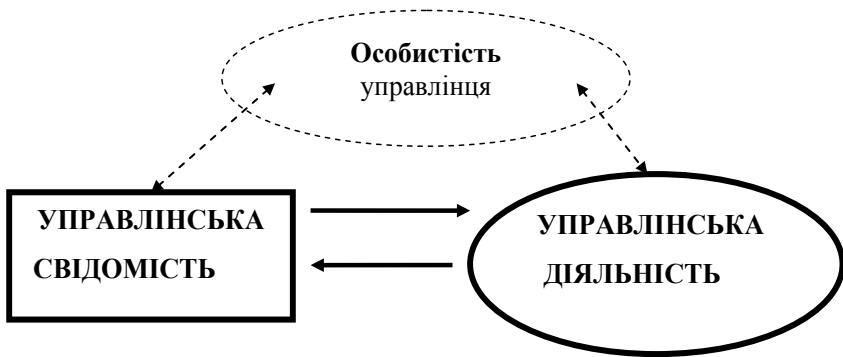 Особистість
управлінця
УПРАВЛІНСЬКА
СВІДОМІСТЬ
УПРАВЛІНСЬКА
ДІЯЛЬНІСТЬ